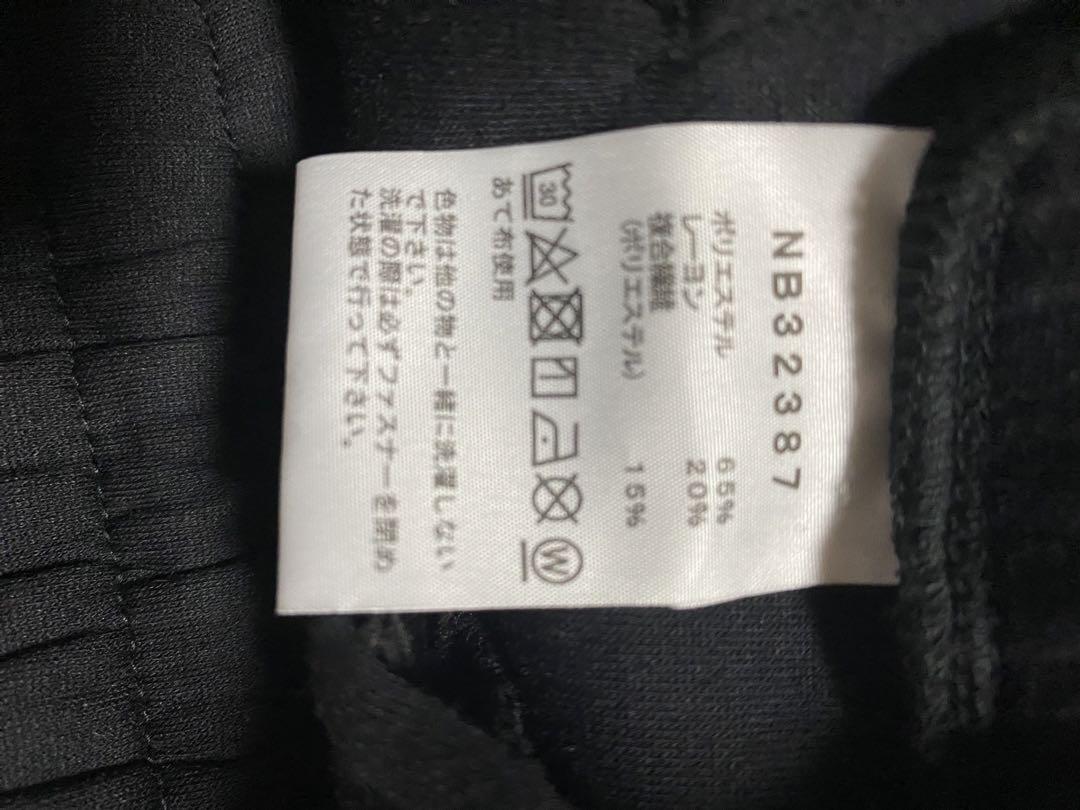 NB32387
ポリエステル 65%
レーヨン 20%
複合繊維
(ポリエステル) 15%
30
W
あて布使用
色物は他の物と一緒に洗濯しない
で下さい。
洗濯の際は必ずファスナーを閉め
た状態で行って下さい。